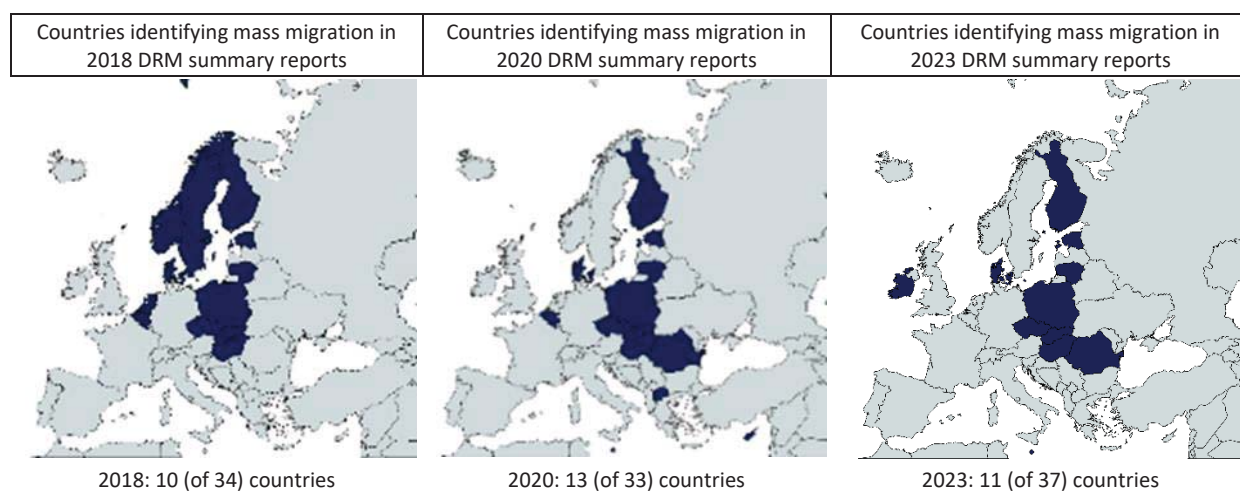 Countries identifying mass migration in
2018 DRM summary reports
Countries identifying mass migration in
2020 DRM summary reports
Countries identifying mass migration in
2023 DRM summary reports
2018: 10 (of 34) countries
2020: 13 (of 33) countries
2023: 11 (of 37) countries